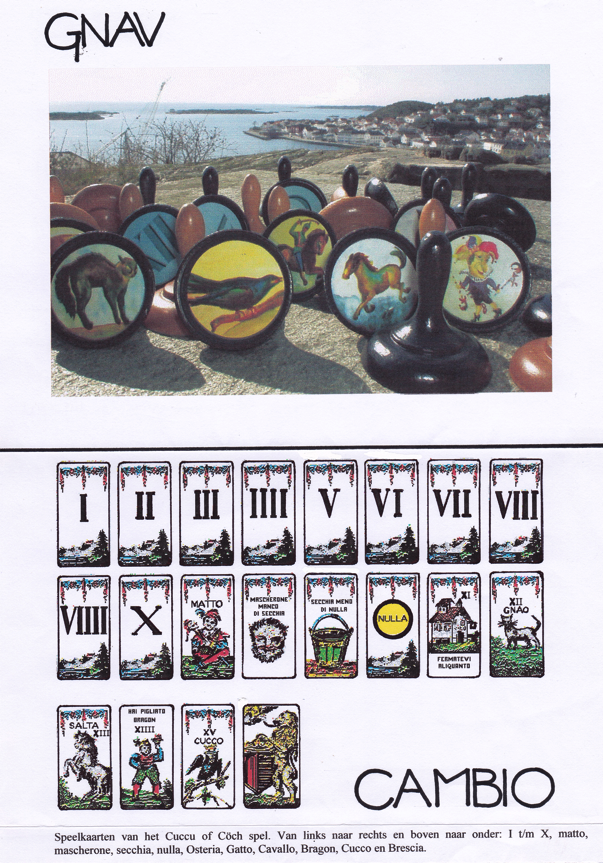 GNAV
I II III IIII V VI VII VIII
VIIII X MATTO MASCHERONE
MANCO
DI SECCHIA SECCHIA MENO
DI NULLA NULLA XI
FERMATEVI
ALIQUANTO XII
GNAO
SALTA
XIII HAI PIGLIATO
BRAGON
XIIII XV
CUCCO
CAMBIO
Speelkaarten van het Cuccu of Cöch spel. Van links naar rechts en boven naar onder: I t/m X, matto,
mascherone, secchia, nulla, Osteria, Gatto, Cavallo, Bragon, Cucco en Brescia.